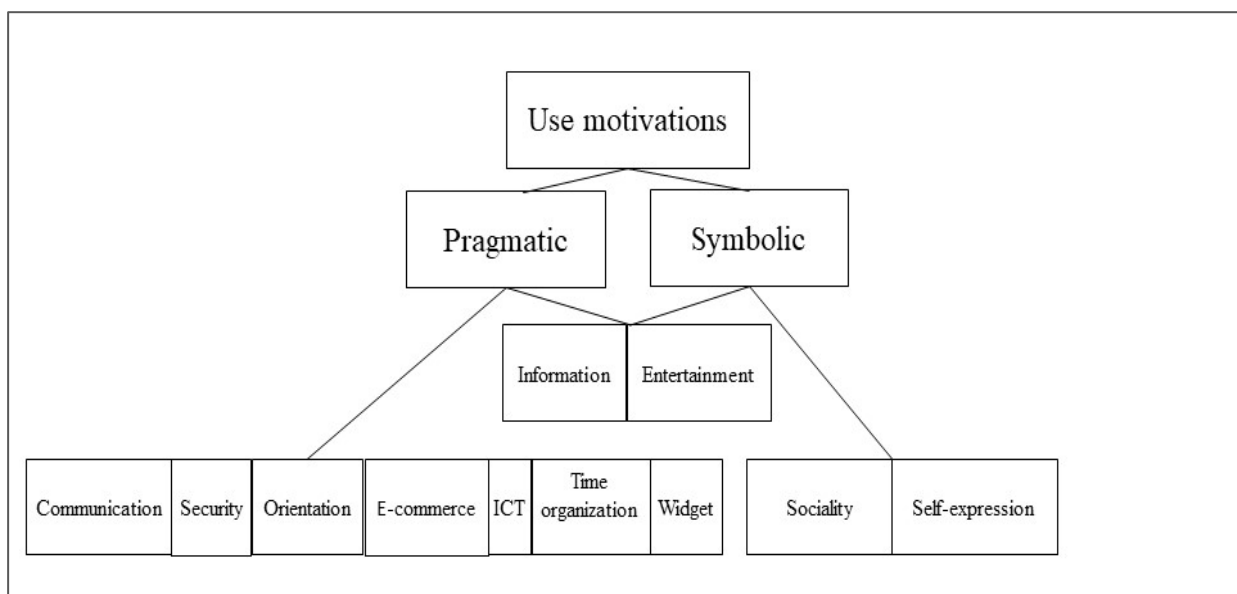 Use motivations
Pragmatic
Symbolic
Information
Entertainment
Communication
Security
Orientation
E-commerce
ICT
Time
organization
Widget
Sociality
Self-expression